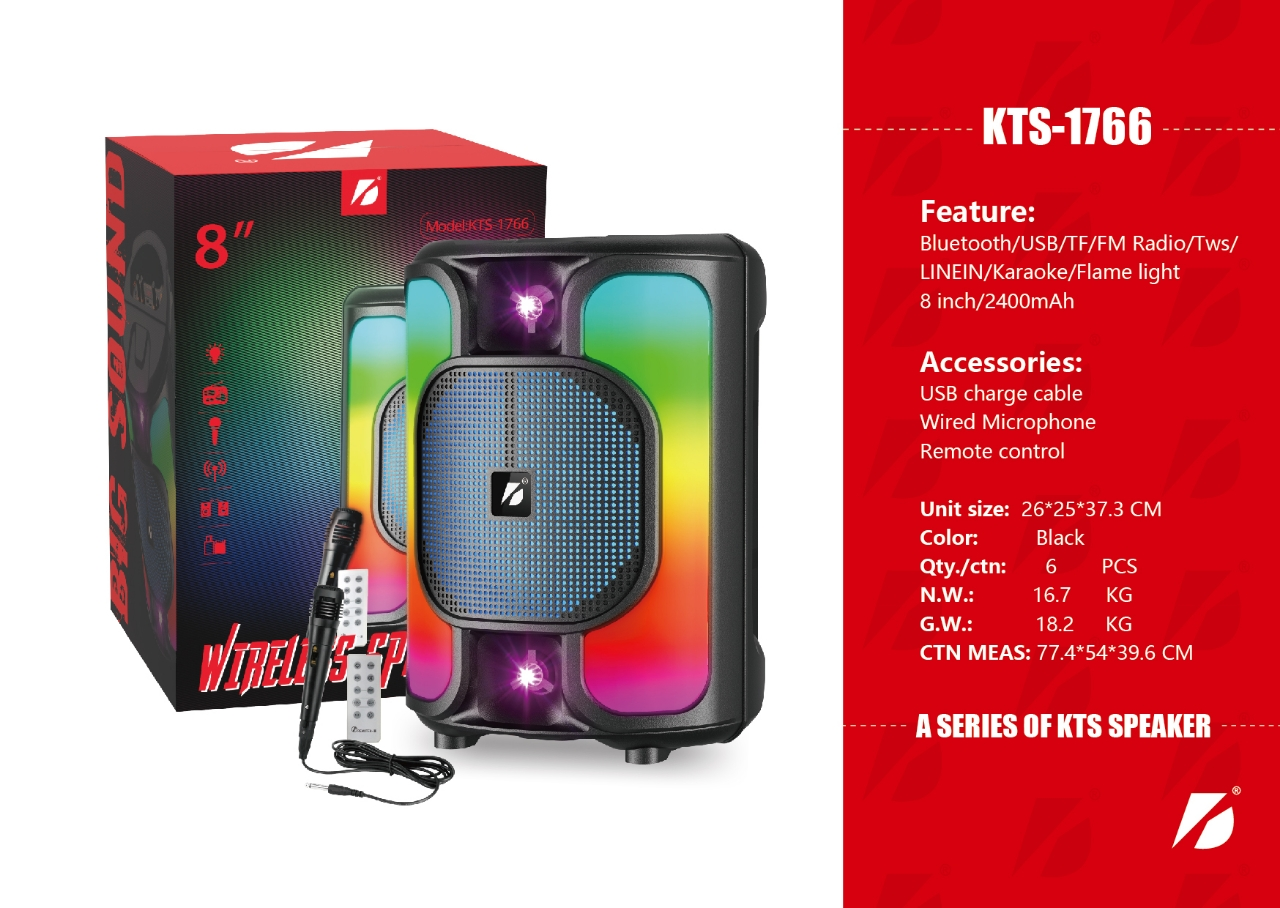 BIG SOUND
8"
Model:KTS-1766
WIRELESS SP
KTS-1766
Feature:
Bluetooth/USB/TF/FM Radio/Tws/
LINEIN/Karaoke/Flame light
8 inch/2400mAh
Accessories:
USB charge cable
Wired Microphone
Remote control
Unit size: 26*25*37.3 CM
Color: Black
Qty./ctn: 6 PCS
N.W.: 16.7 KG
G.W.: 18.2 KG
CTN MEAS: 77.4*54*39.6 CM
A SERIES OF KTS SPEAKER
®